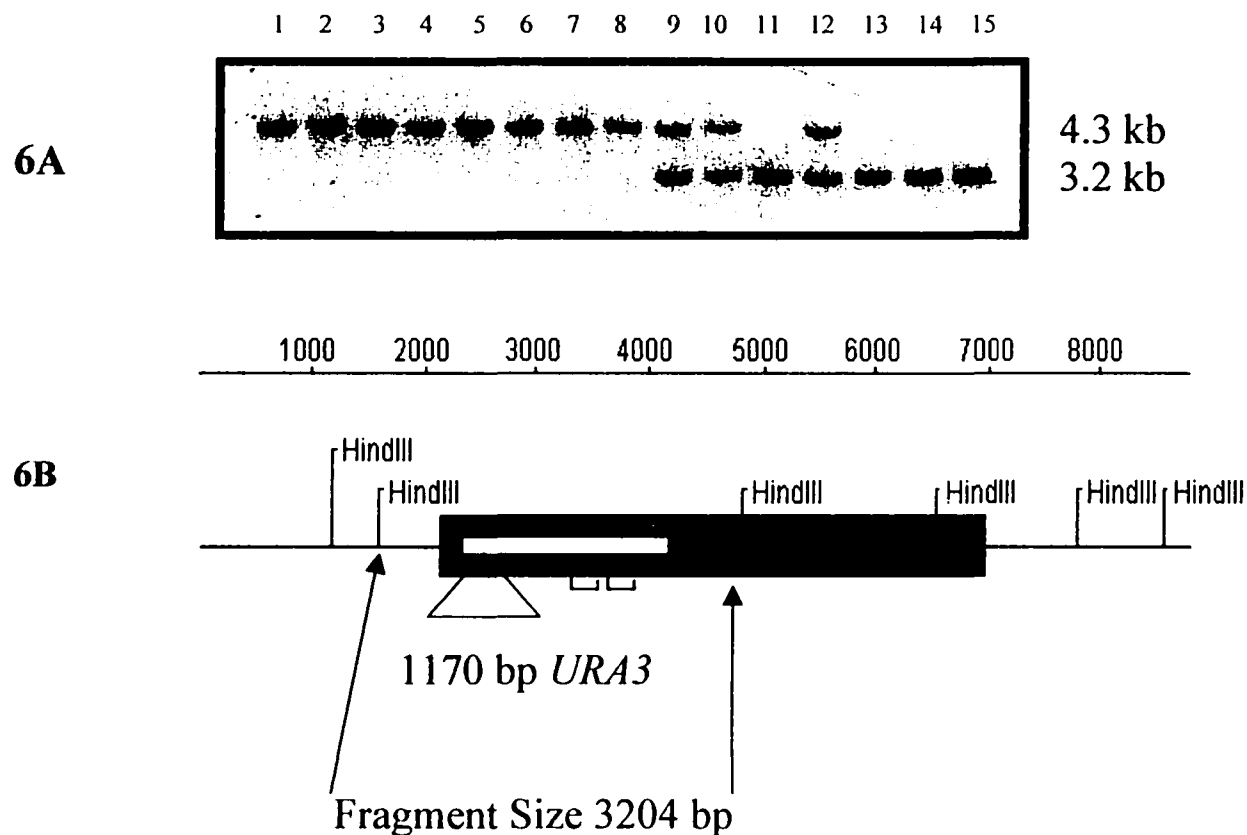 1 2 3 4 5 6 7 8 9 10 11 12 13 14 15
6A
4.3 kb
3.2 kb
1000 2000 3000 4000 5000 6000 7000 8000
6B
HindIII
HindIII HindIII HindIII HindIII HindIII
1170 bp URA3
Fragment Size 3204 bp